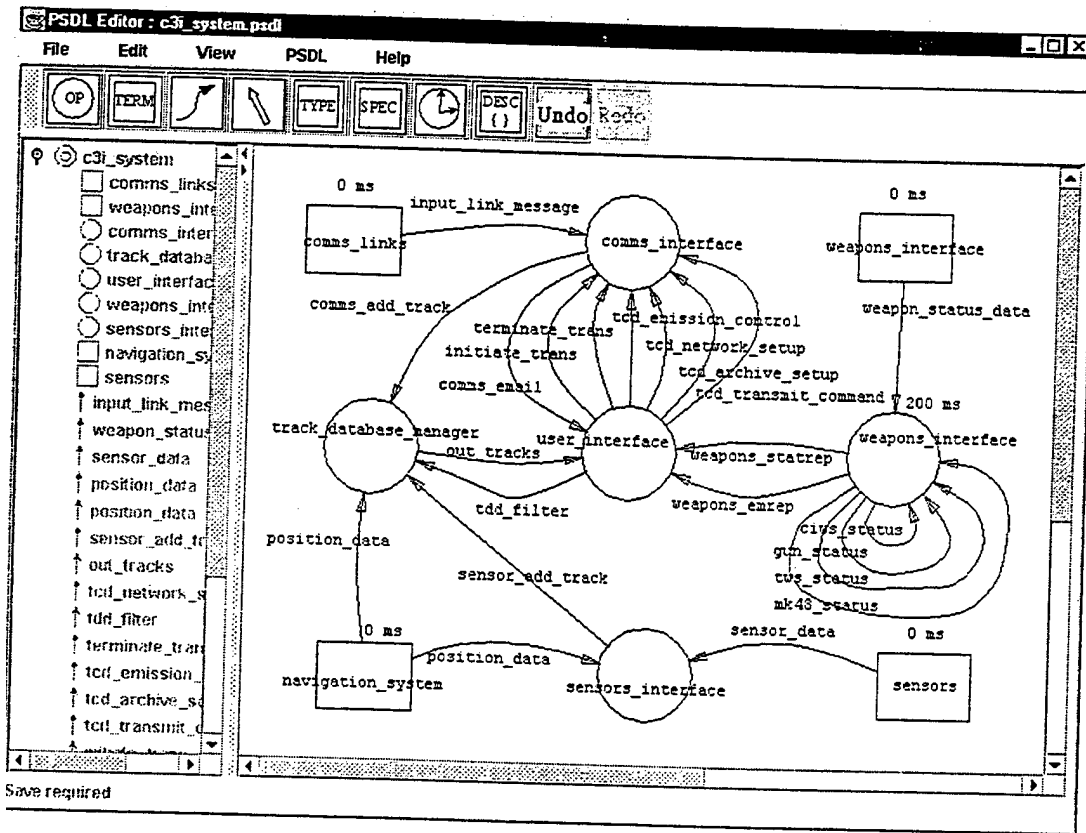 PSDL Editor : c3i_system.psdl
File Edit View PSDL Help
OP TERM TYPE SPEC DESC { } Undo Redo
c3i_system
comms_links
weapons_inte
comms_inter
track_databa
user_interfac
weapons_inte
sensors_inter
navigation_sy
sensors
input_link_mes
weapon_status
sensor_data
position_data
position_data
sensor_add_tr
out_tracks
tcd_network_s
tdd_filter
terminate_tran
tcd_emission_
tcd_archive_se
tcd_transmit_c
0 ms
comms_links
input_link_message
comms_interface
0 ms
weapons_interface
comms_add_track
weapon_status_data
terminate_trans
tcd_emission_control
initiate_trans
tcd_network_setup
comms_email
tcd_archive_setup
tcd_transmit_command
200 ms
track_database_manager
user_interface
weapons_interface
out_tracks
weapons_statrep
tdd_filter
weapons_emrep
ciws_status
gun_status
tws_status
mk48_status
position_data
sensor_add_track
0 ms
navigation_system
position_data
sensors_interface
sensor_data
0 ms
sensors
Save required